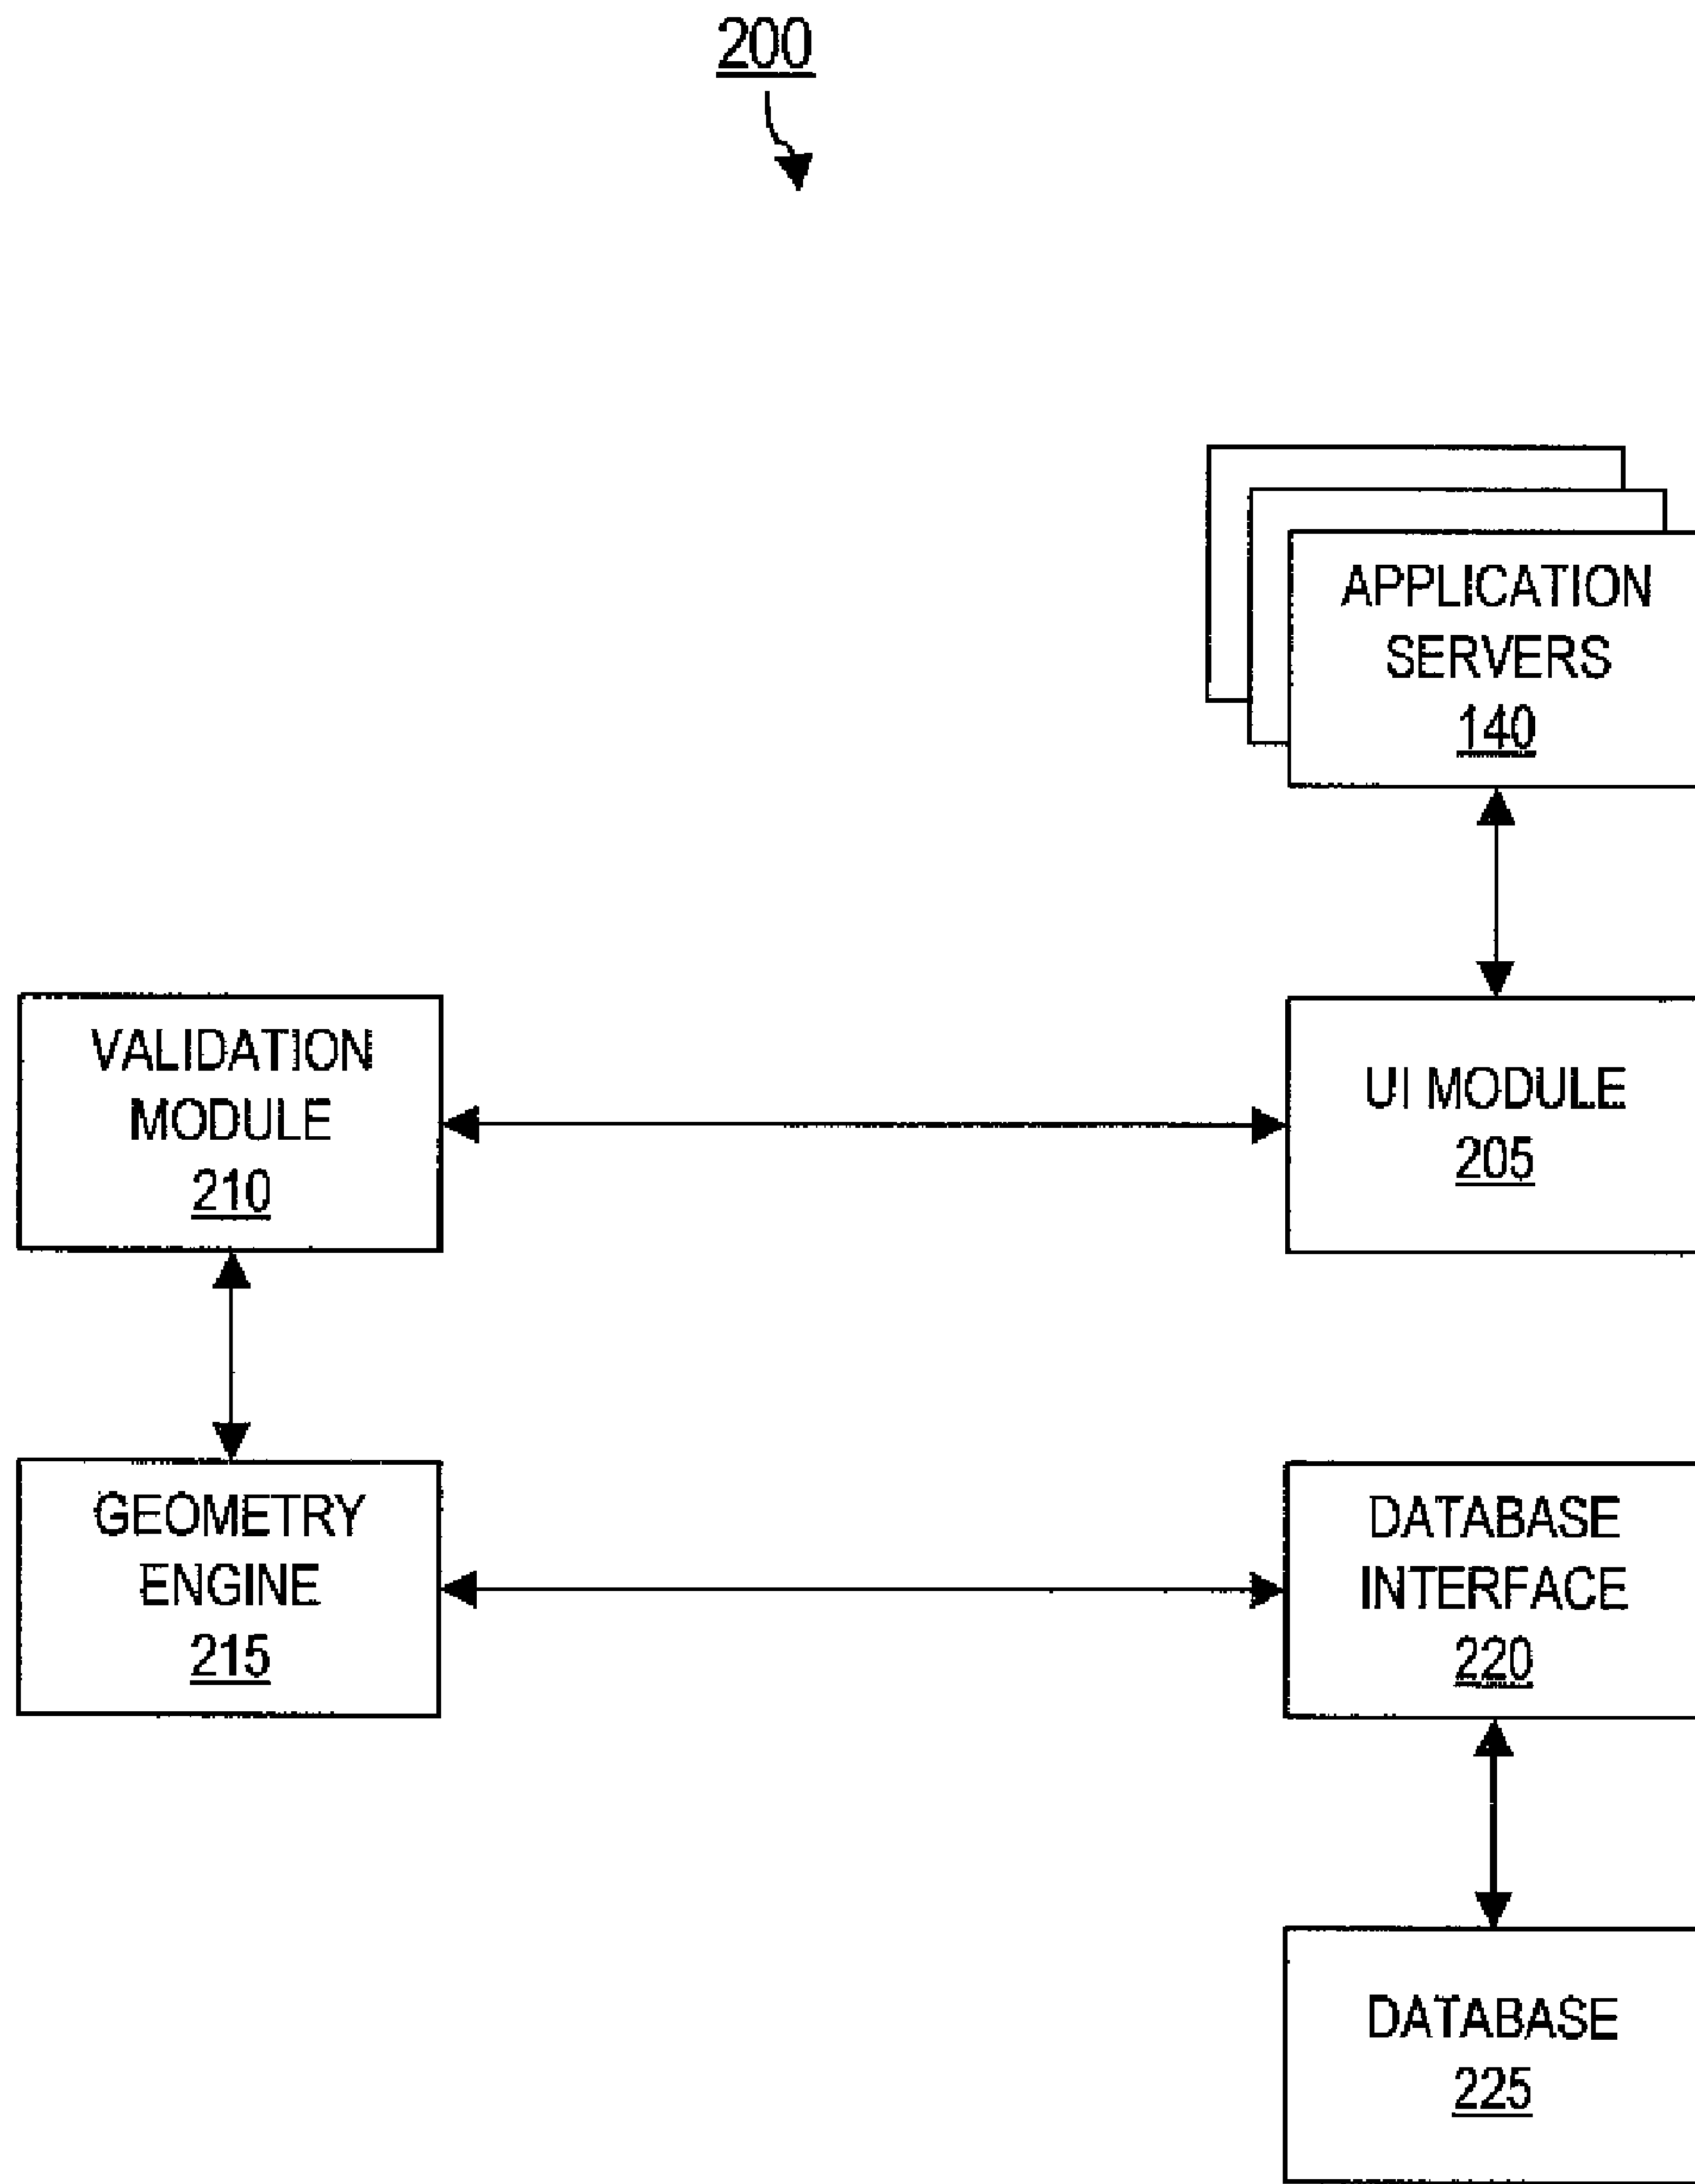 200
APPLICATION
SERVERS
140
VALIDATION
MODULE
210
UI MODULE
205
GEOMETRY
ENGINE
215
DATABASE
INTERFACE
220
DATABASE
225